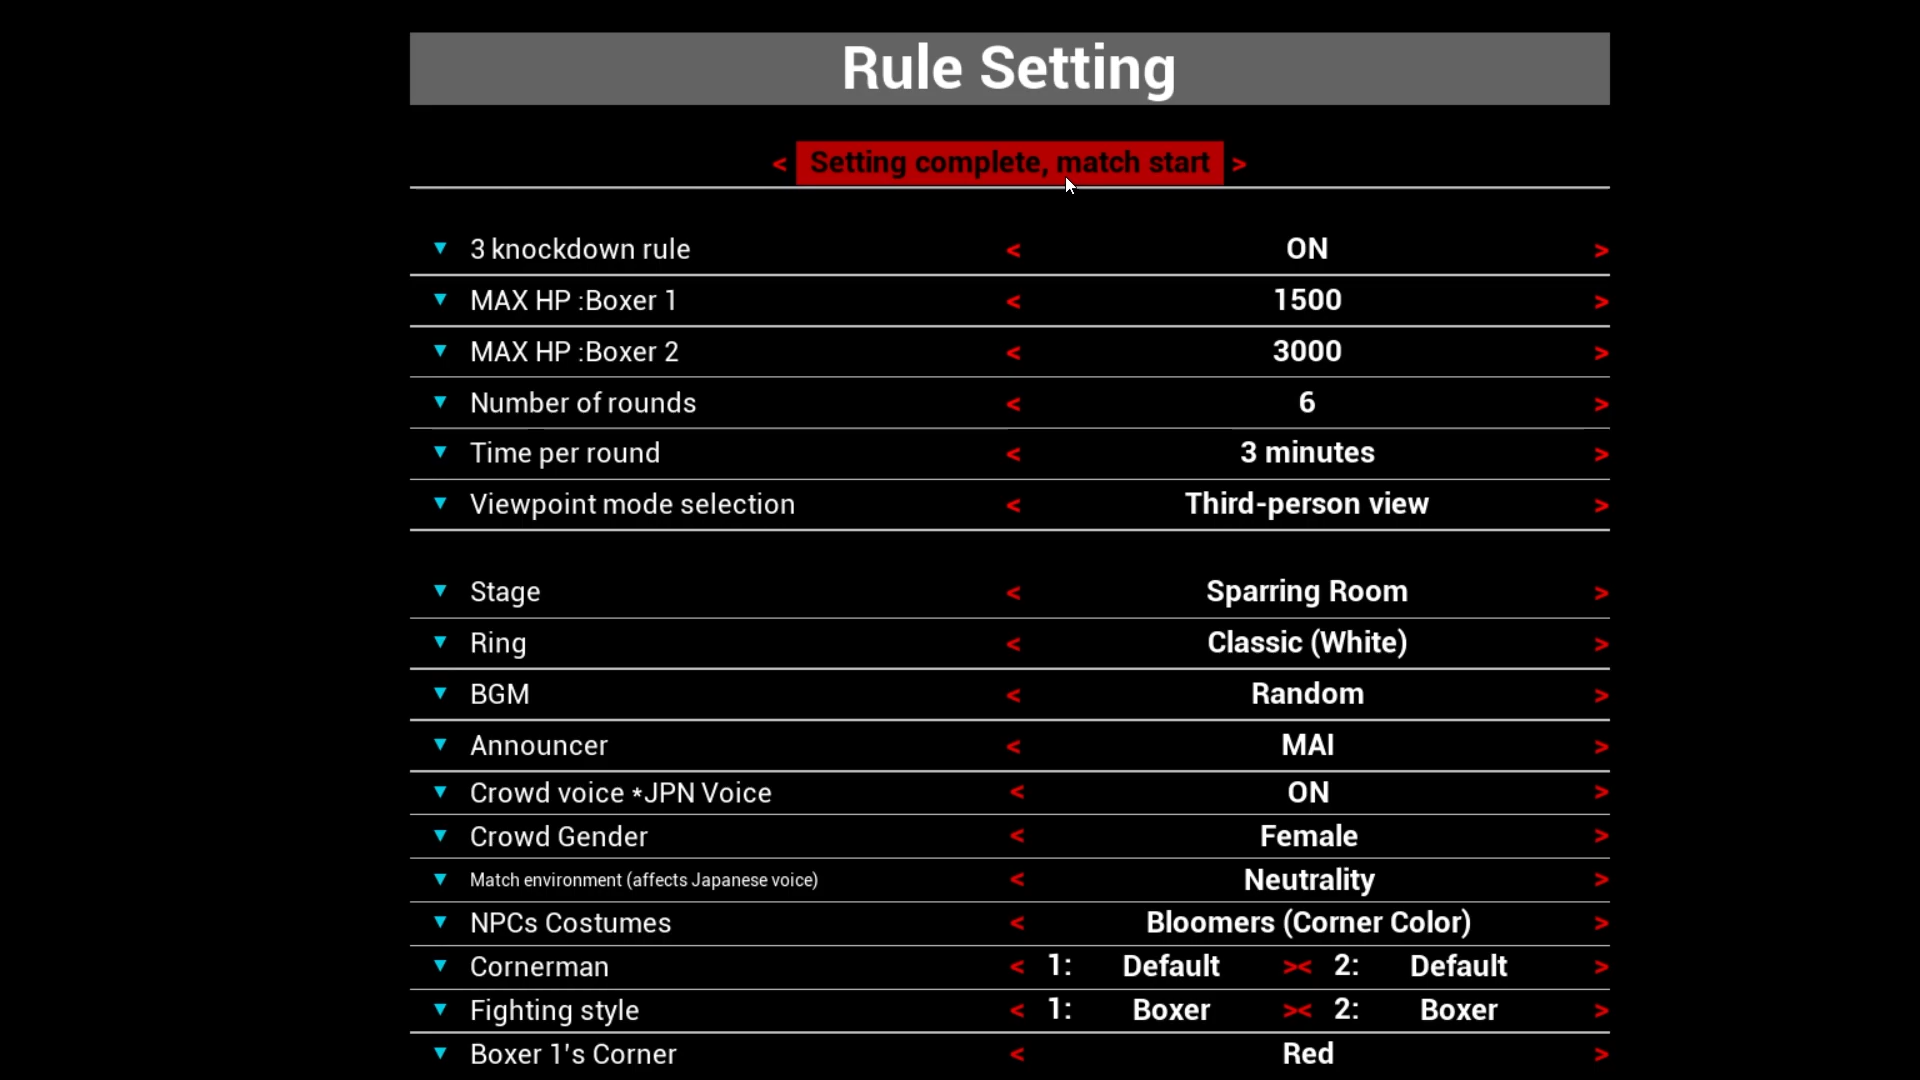 Rule Setting
< Setting complete, match start >
▼ 3 knockdown rule < ON >
▼ MAX HP :Boxer 1 < 1500 >
▼ MAX HP :Boxer 2 < 3000 >
▼ Number of rounds < 6 >
▼ Time per round < 3 minutes >
▼ Viewpoint mode selection < Third-person view >
▼ Stage < Sparring Room >
▼ Ring < Classic (White) >
▼ BGM < Random >
▼ Announcer < MAI >
▼ Crowd voice *JPN Voice < ON >
▼ Crowd Gender < Female >
▼ Match environment (affects Japanese voice) < Neutrality >
▼ NPCs Costumes < Bloomers (Corner Color) >
▼ Cornerman < 1: Default >< 2: Default >
▼ Fighting style < 1: Boxer >< 2: Boxer >
▼ Boxer 1's Corner < Red >